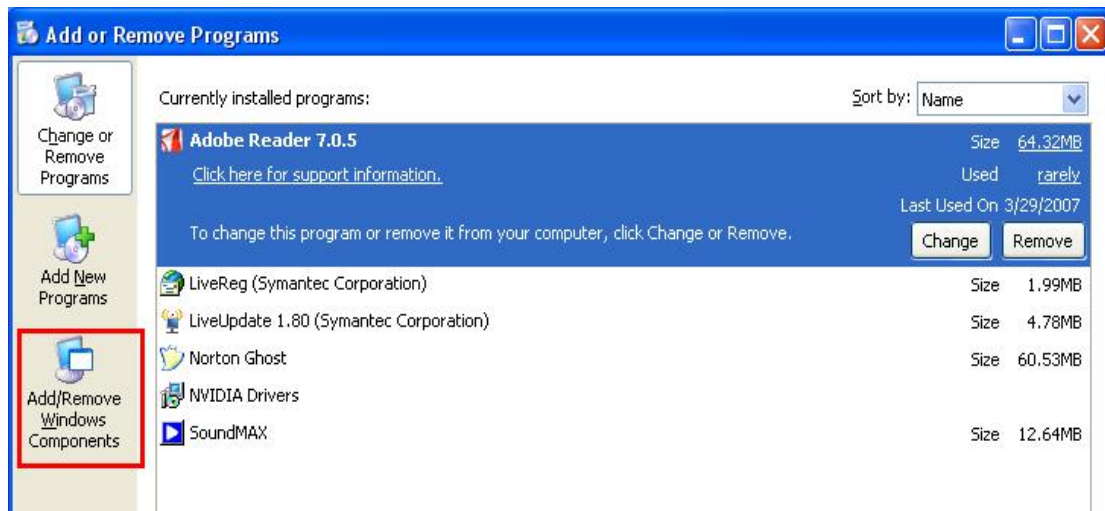 Add or Remove Programs
Change or
Remove
Programs
Add New
Programs
Add/Remove
Windows
Components
Currently installed programs:
Sort by: Name
Adobe Reader 7.0.5 Size 64.32MB
Click here for support information. Used rarely
Last Used On 3/29/2007
To change this program or remove it from your computer, click Change or Remove. Change Remove
LiveReg (Symantec Corporation) Size 1.99MB
LiveUpdate 1.80 (Symantec Corporation) Size 4.78MB
Norton Ghost Size 60.53MB
NVIDIA Drivers
SoundMAX Size 12.64MB